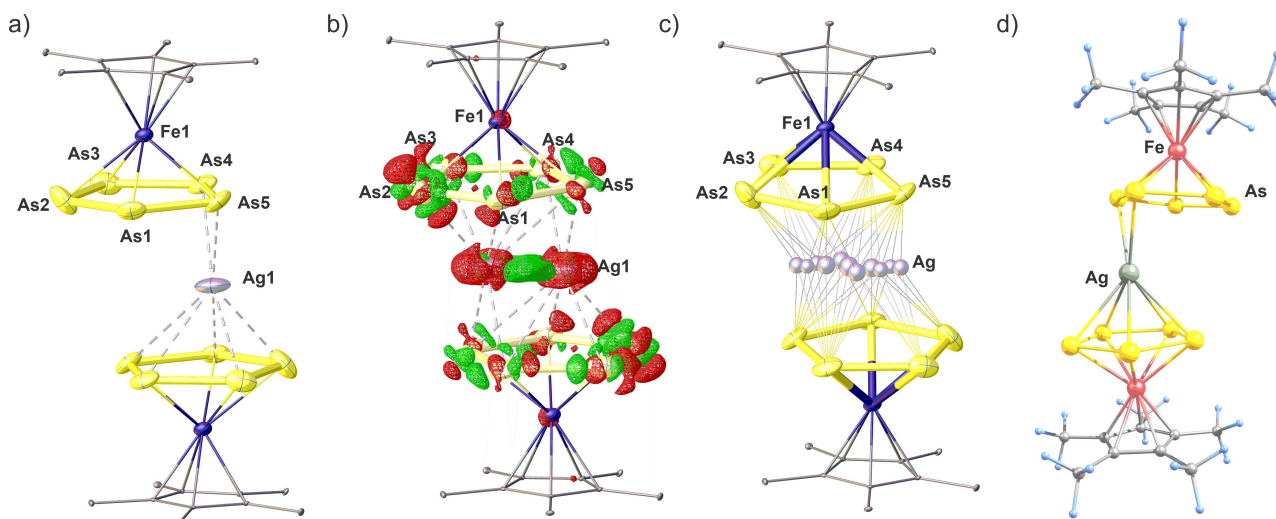 a)
Fe1
As3
As4
As2
As1
As5
Ag1
b)
Fe1
As3
As4
As2
As1
As5
Ag1
c)
Fe1
As3
As4
As2
As1
As5
Ag
d)
Fe
As
Ag